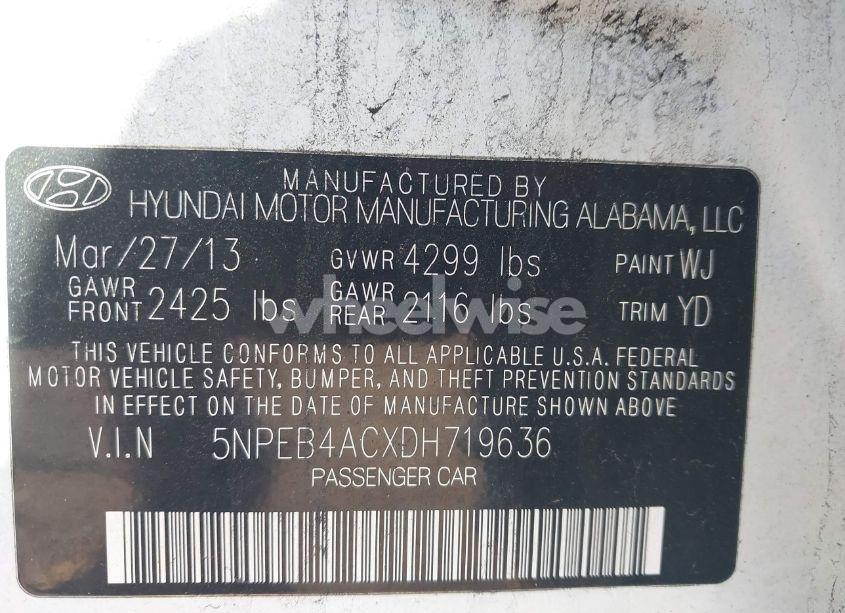 MANUFACTURED BY
HYUNDAI MOTOR MANUFACTURING ALABAMA, LLC
Mar/27/13 GVWR 4299 lbs PAINT WJ
GAWR FRONT 2425 lbs GAWR REAR 2116 lbs TRIM YD
wheelwise
THIS VEHICLE CONFORMS TO ALL APPLICABLE U.S.A. FEDERAL
MOTOR VEHICLE SAFETY, BUMPER, AND THEFT PREVENTION STANDARDS
IN EFFECT ON THE DATE OF MANUFACTURE SHOWN ABOVE
V.I.N 5NPEB4ACXDH719636
PASSENGER CAR